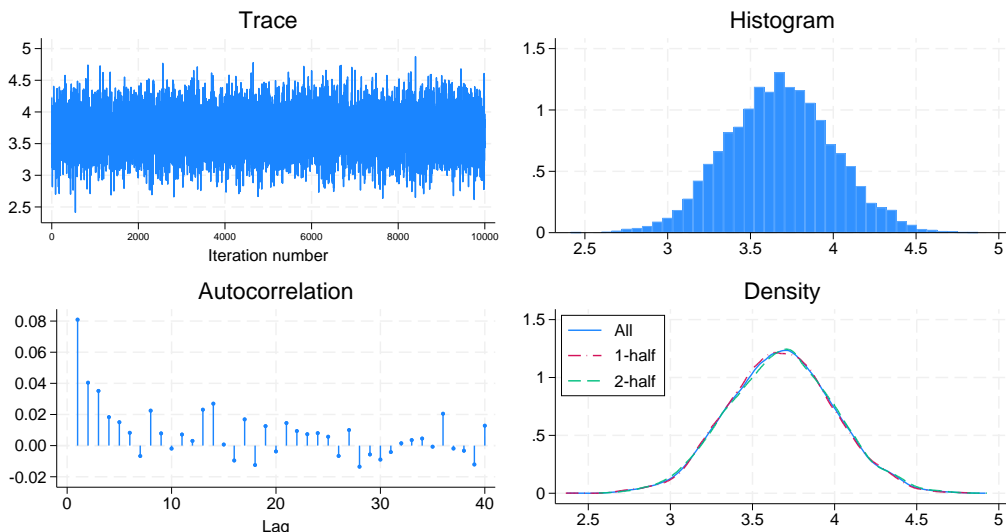 Trace
5
4.5
4
3.5
3
2.5
0 2000 4000 6000 8000 10000
Iteration number
Histogram
1.5
1
.5
0
2.5 3 3.5 4 4.5 5
Autocorrelation
0.08
0.06
0.04
0.02
0.00
-0.02
0 10 20 30 40
Lag
Density
1.5
1
.5
0
All
1-half
2-half
2.5 3 3.5 4 4.5 5